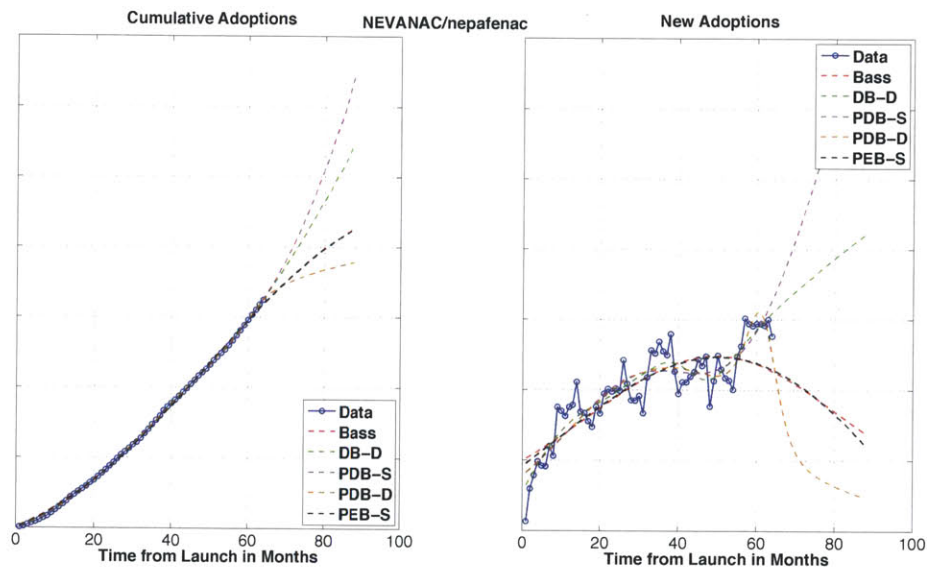 Cumulative Adoptions
NEVANAC/nepafenac
New Adoptions
Data
Bass
DB–D
PDB–S
PDB–D
PEB–S
0
20
40
60
80
100
Time from Launch in Months
Data
Bass
DB–D
PDB–S
PDB–D
PEB–S
0
20
40
60
80
100
Time from Launch in Months